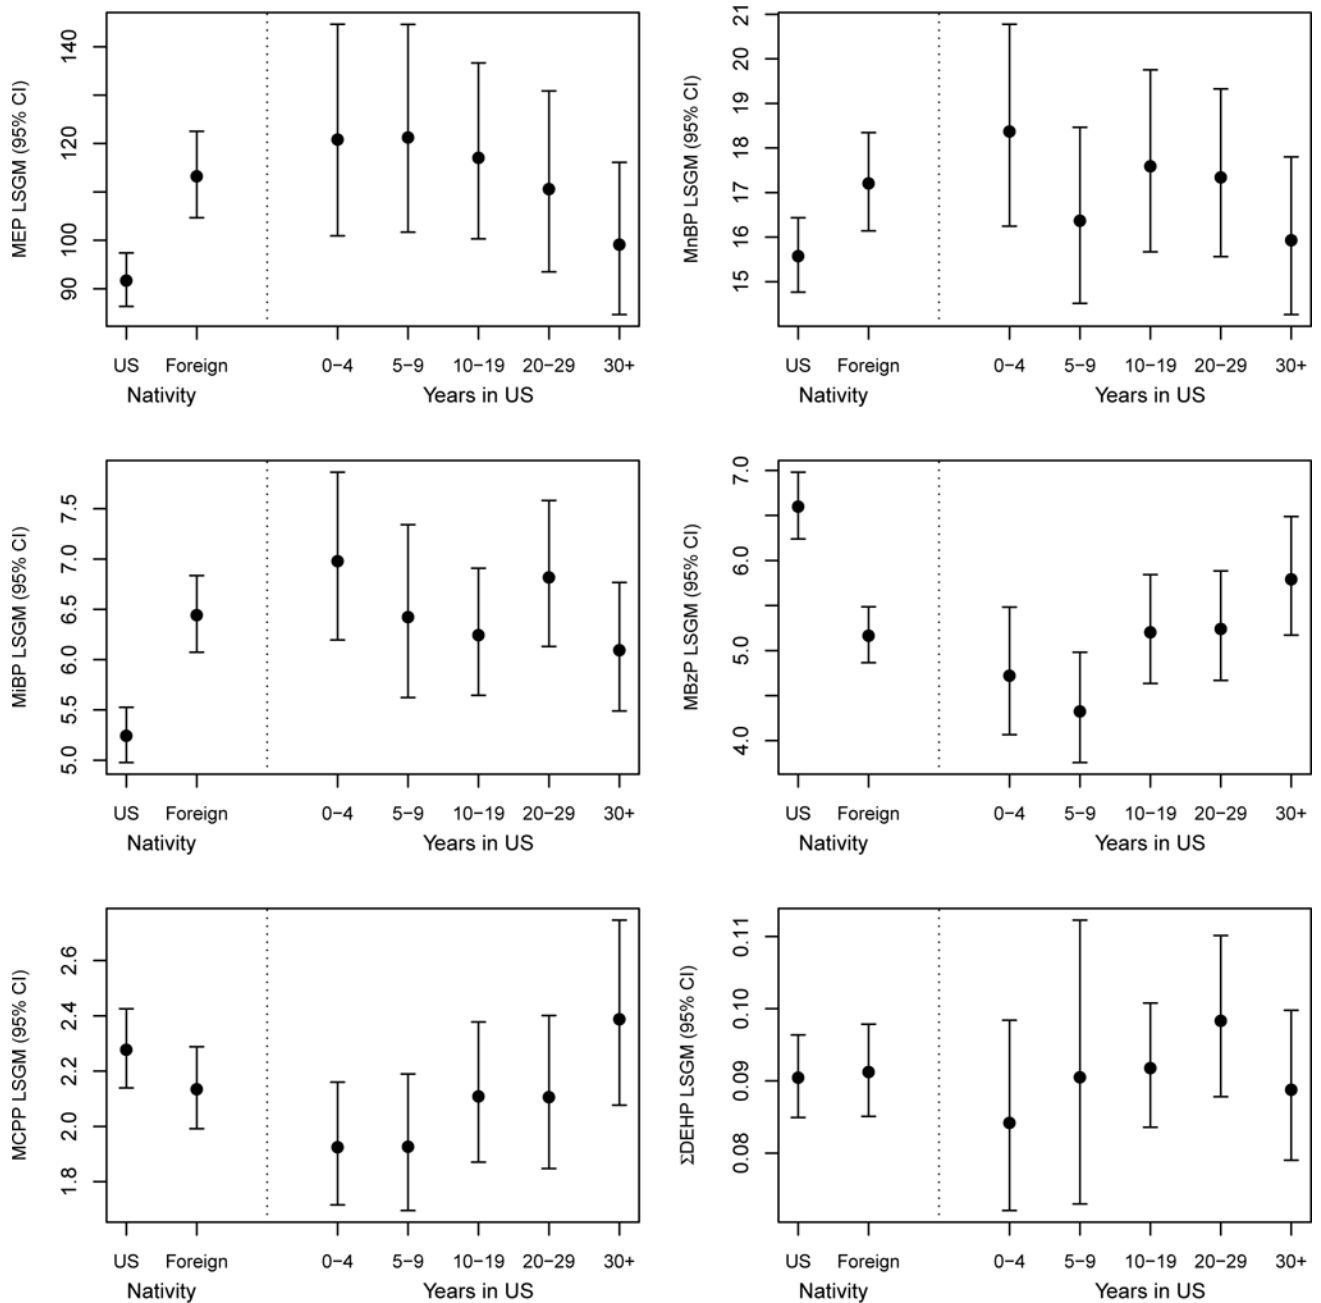 MEP LSGM (95% CI)
140
120
100
90
US Foreign 0−4 5−9 10−19 20−29 30+
Nativity Years in US
MnBP LSGM (95% CI)
21
20
19
18
17
16
15
US Foreign 0−4 5−9 10−19 20−29 30+
Nativity Years in US
MiBP LSGM (95% CI)
7.5
7.0
6.5
6.0
5.5
5.0
US Foreign 0−4 5−9 10−19 20−29 30+
Nativity Years in US
MBzP LSGM (95% CI)
7.0
6.0
5.0
4.0
US Foreign 0−4 5−9 10−19 20−29 30+
Nativity Years in US
MCPP LSGM (95% CI)
2.6
2.4
2.2
2.0
1.8
US Foreign 0−4 5−9 10−19 20−29 30+
Nativity Years in US
ΣDEHP LSGM (95% CI)
0.11
0.10
0.09
0.08
US Foreign 0−4 5−9 10−19 20−29 30+
Nativity Years in US